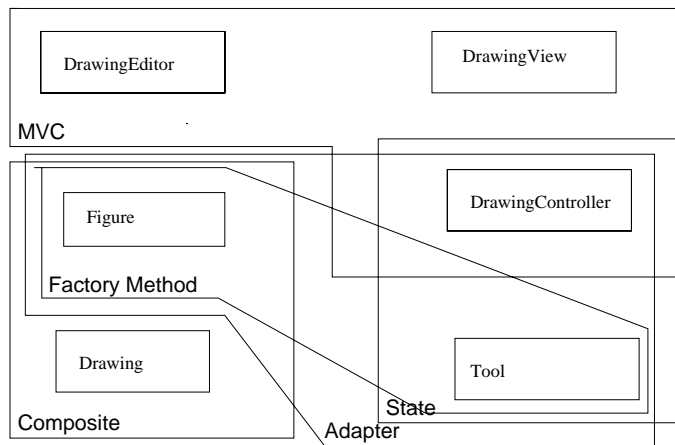 DrawingEditor
DrawingView
MVC
Figure
DrawingController
Factory Method
Drawing
Tool
Composite
State
Adapter